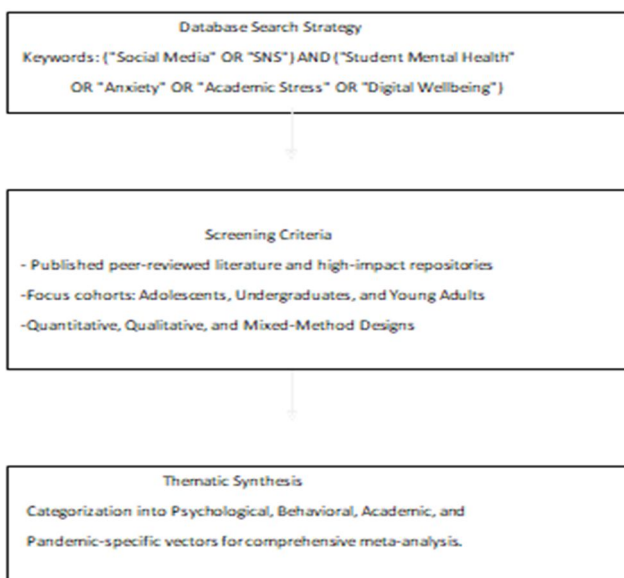 Database Search Strategy
Keywords: ("Social Media" OR "SNS") AND ("Student Mental Health"
OR "Anxiety" OR "Academic Stress" OR "Digital Wellbeing")
Screening Criteria
- Published peer-reviewed literature and high-impact repositories
-Focus cohorts: Adolescents, Undergraduates, and Young Adults
-Quantitative, Qualitative, and Mixed-Method Designs
Thematic Synthesis
Categorization into Psychological, Behavioral, Academic, and
Pandemic-specific vectors for comprehensive meta-analysis.